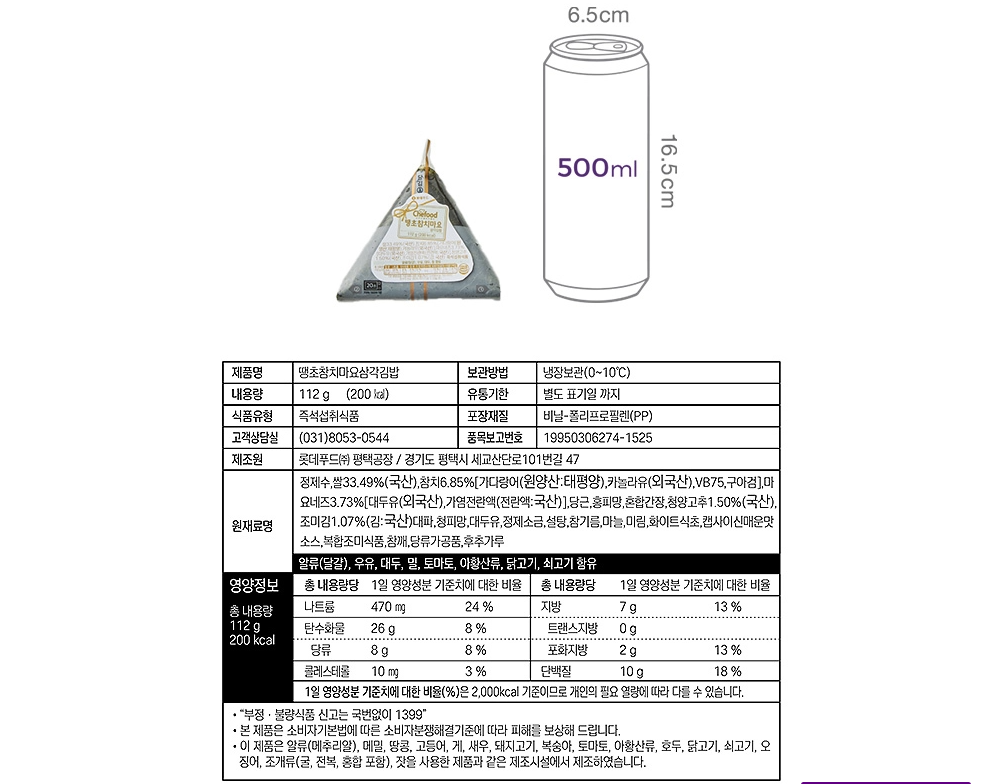 6.5cm
500ml
16.5cm
Chefood
땡초참치마요
제품명 땡초참치마요삼각김밥 보관방법 냉장보관(0~10℃)
내용량 112 g (200 ㎉) 유통기한 별도 표기일 까지
식품유형 즉석섭취식품 포장재질 비닐-폴리프로필렌(PP)
고객상담실 (031)8053-0544 품목보고번호 19950306274-1525
제조원 롯데푸드㈜ 평택공장 / 경기도 평택시 세교산단로101번길 47
원재료명
정제수,쌀33.49%(국산),참치6.85%[가다랑어(원양산:태평양),카놀라유(외국산),VB75,구아검],마
요네즈3.73%[대두유(외국산),가염전란액(전란액:국산)],당근,홍피망,혼합간장,청양고추1.50%(국산),
조미김1.07%(김:국산)대파,청피망,대두유,정제소금,설탕,참기름,마늘,미림,화이트식초,캡사이신매운맛
소스,복합조미식품,참깨,당류가공품,후추가루
알류(달걀), 우유, 대두, 밀, 토마토, 이황산류, 닭고기, 쇠고기 함유
영양정보
총 내용량
112 g
200 kcal
총 내용량당 1일 영양성분 기준치에 대한 비율 총 내용량당 1일 영양성분 기준치에 대한 비율
나트륨 470 ㎎ 24 % 지방 7 g 13 %
탄수화물 26 g 8 % 트랜스지방 0 g
당류 8 g 8 % 포화지방 2 g 13 %
콜레스테롤 10 ㎎ 3 % 단백질 10 g 18 %
1일 영양성분 기준치에 대한 비율(%)은 2,000kcal 기준이므로 개인의 필요 열량에 따라 다를 수 있습니다.
• “부정 · 불량식품 신고는 국번없이 1399”
• 본 제품은 소비자기본법에 따른 소비자분쟁해결기준에 따라 피해를 보상해 드립니다.
• 이 제품은 알류(메추리알), 메밀, 땅콩, 고등어, 게, 새우, 돼지고기, 복숭아, 토마토, 아황산류, 호두, 닭고기, 쇠고기, 오
징어, 조개류(굴, 전복, 홍합 포함), 잣을 사용한 제품과 같은 제조시설에서 제조하였습니다.